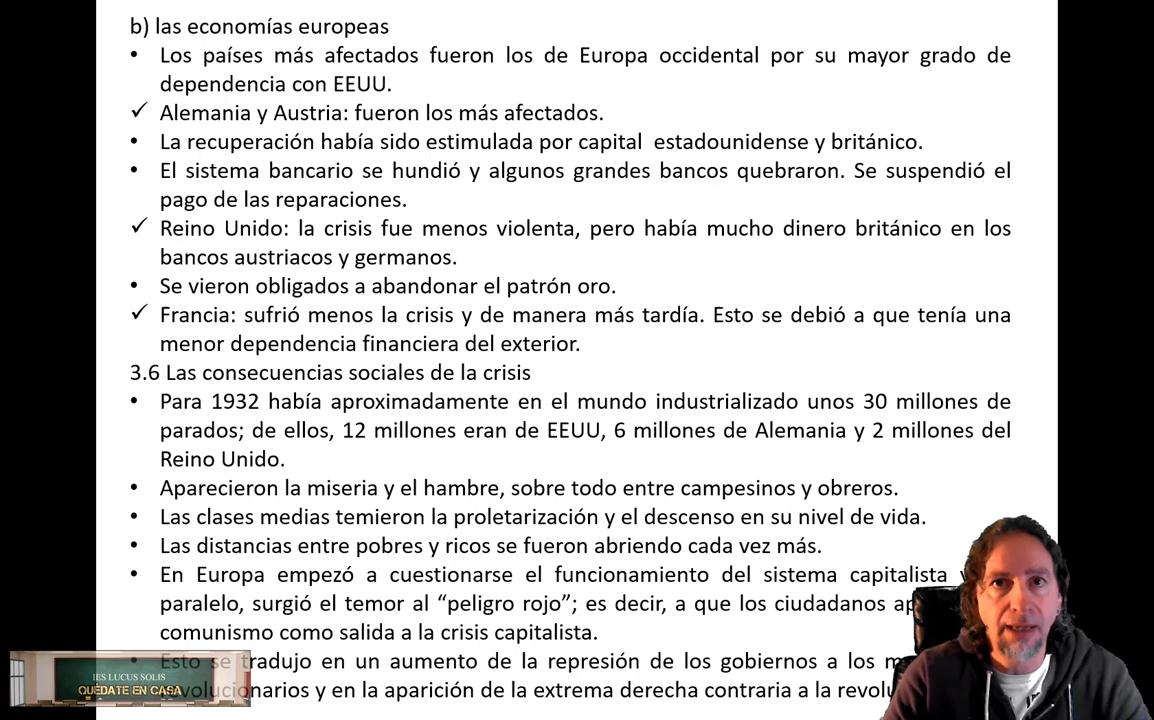 b) las economías europeas
• Los países más afectados fueron los de Europa occidental por su mayor grado de
dependencia con EEUU.
✓ Alemania y Austria: fueron los más afectados.
• La recuperación había sido estimulada por capital estadounidense y británico.
• El sistema bancario se hundió y algunos grandes bancos quebraron. Se suspendió el
pago de las reparaciones.
✓ Reino Unido: la crisis fue menos violenta, pero había mucho dinero británico en los
bancos austriacos y germanos.
• Se vieron obligados a abandonar el patrón oro.
✓ Francia: sufrió menos la crisis y de manera más tardía. Esto se debió a que tenía una
menor dependencia financiera del exterior.
3.6 Las consecuencias sociales de la crisis
• Para 1932 había aproximadamente en el mundo industrializado unos 30 millones de
parados; de ellos, 12 millones eran de EEUU, 6 millones de Alemania y 2 millones del
Reino Unido.
• Aparecieron la miseria y el hambre, sobre todo entre campesinos y obreros.
• Las clases medias temieron la proletarización y el descenso en su nivel de vida.
• Las distancias entre pobres y ricos se fueron abriendo cada vez más.
• En Europa empezó a cuestionarse el funcionamiento del sistema capitalista
paralelo, surgió el temor al “peligro rojo”; es decir, a que los ciudadanos
comunismo como salida a la crisis capitalista.
• Esto se tradujo en un aumento de la represión de los gobiernos a los
y en la aparición de la extrema derecha contraria a la
IES LUCUS SOLIS
QUÉDATE EN CASA